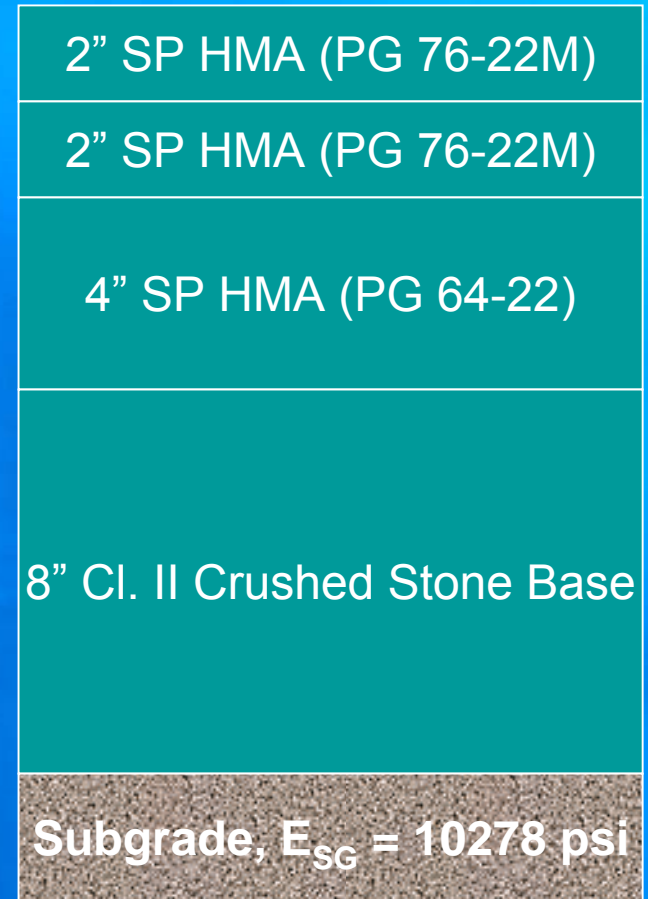 2” SP HMA (PG 76-22M)
2” SP HMA (PG 76-22M)
4” SP HMA (PG 64-22)
8” Cl. II Crushed Stone Base
Subgrade, E_SG = 10278 psi